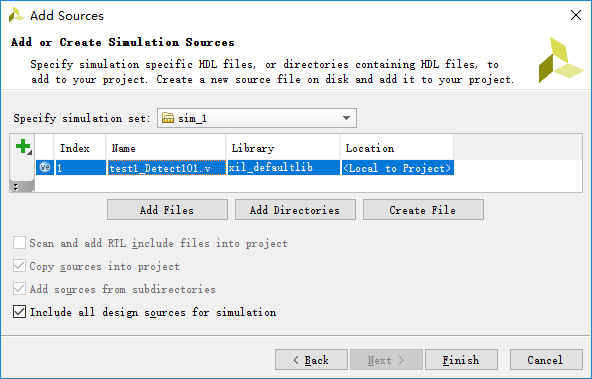 Add Sources
Add or Create Simulation Sources
Specify simulation specific HDL files, or directories containing HDL files, to
add to your project. Create a new source file on disk and add it to your project.
Specify simulation set: sim_1
Index Name Library Location
1 test1_Detect101.v xil_defaultlib <Local to Project>
Add Files Add Directories Create File
Scan and add RTL include files into project
Copy sources into project
Add sources from subdirectories
Include all design sources for simulation
< Back Next > Finish Cancel